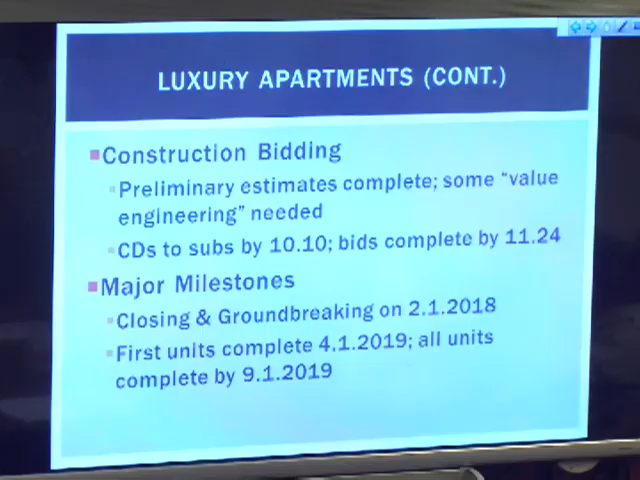 LUXURY APARTMENTS (CONT.)
Construction Bidding
Preliminary estimates complete; some “value
engineering” needed
CDs to subs by 10.10; bids complete by 11.24
Major Milestones
Closing & Groundbreaking on 2.1.2018
First units complete 4.1.2019; all units
complete by 9.1.2019